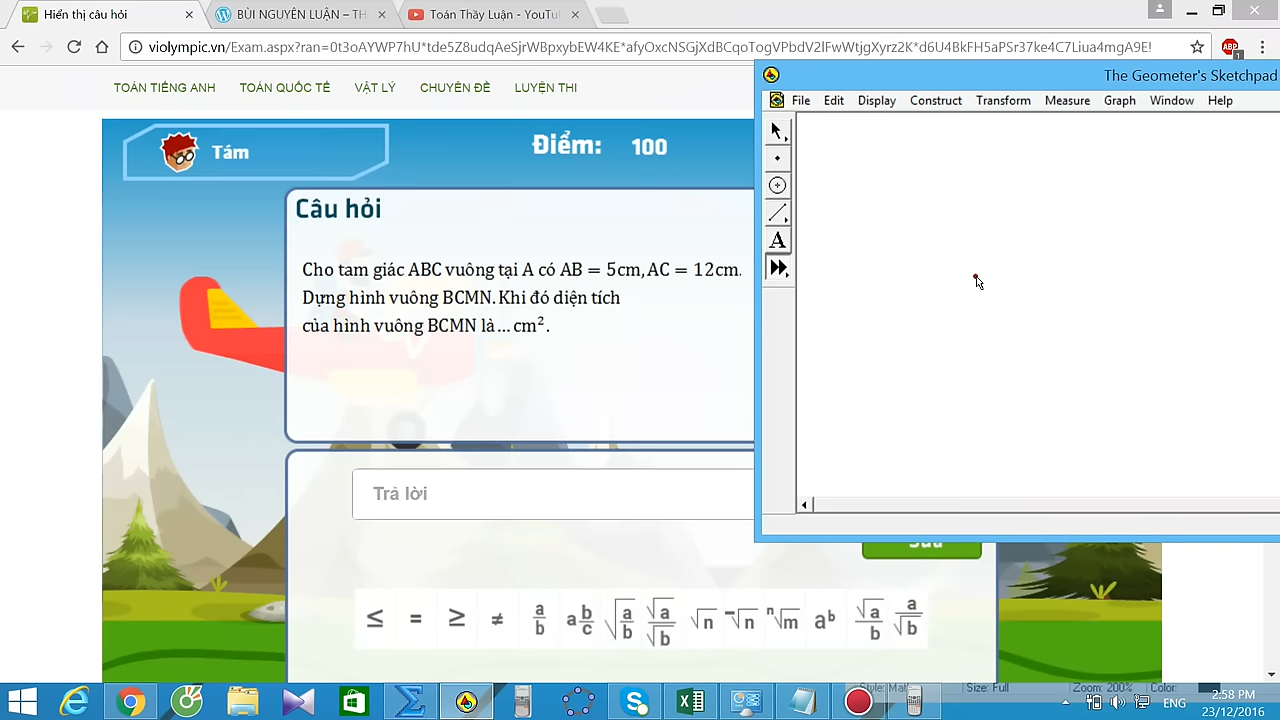 Hiển thị câu hỏi
BÙI NGUYÊN LUẬN – TH
Toán Thầy Luận - YouTu
violympic.vn/Exam.aspx?ran=0t3oAYWP7hU*tde5Z8udqAeSjrWBpxybEW4KE*afyOxcNSGjXdBCqoTogVPbdV2lFwWtjgXyrz2K*d6U4BkFH5aPSr37ke4C7Liua4mgA9E!
ABP
1
TOÁN TIẾNG ANH
TOÁN QUỐC TẾ
VẬT LÝ
CHUYÊN ĐỀ
LUYỆN THI
The Geometer's Sketchpad
File Edit Display Construct Transform Measure Graph Window Help
A
Tám
Điểm: 100
Câu hỏi
Cho tam giác ABC vuông tại A có AB = 5cm, AC = 12cm.
Dựng hình vuông BCMN. Khi đó diện tích
của hình vuông BCMN là ... cm².
Trả lời
≤ = ≥ ≠ a/b a b/c √(a/b) √a/√b √n -√n ⁿ√m aᵇ √a/b a/√b
Size: Full
Zoom: 200%
Color:
ENG
2:58 PM
23/12/2016